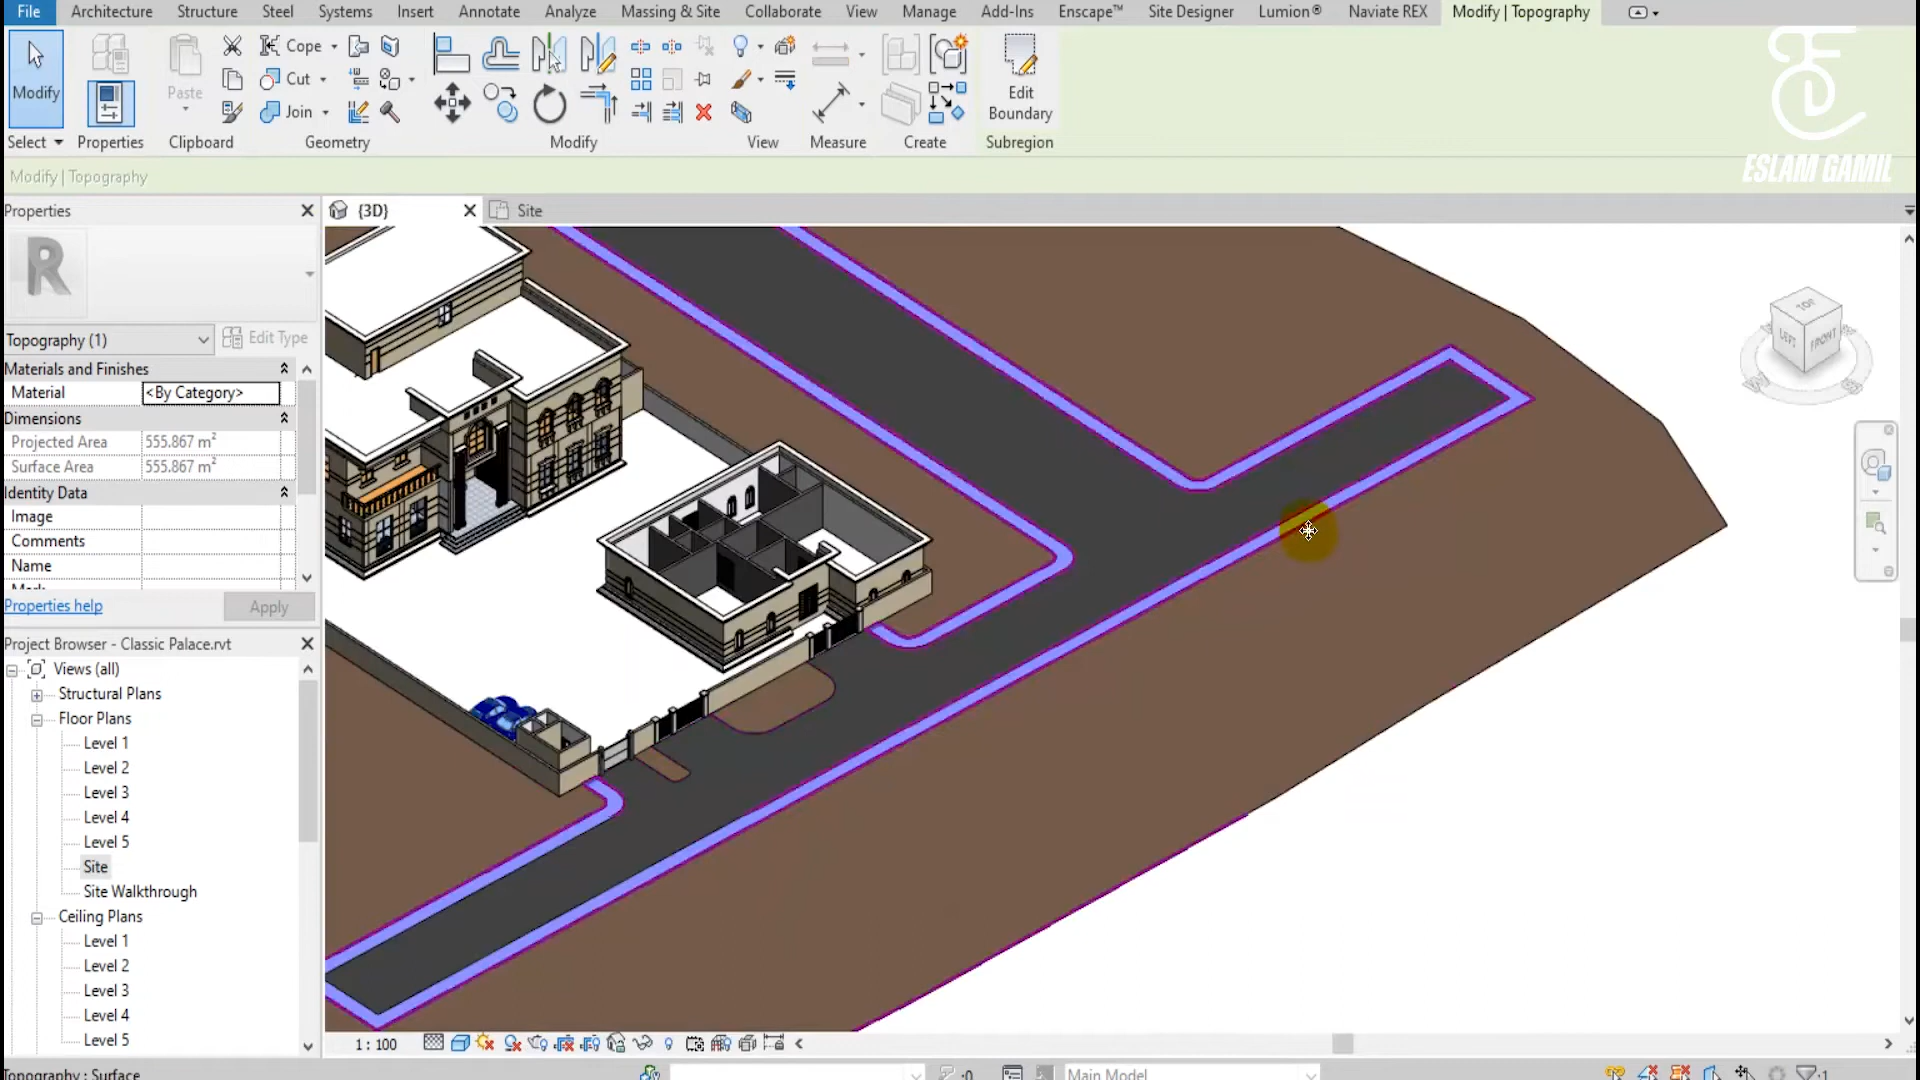 File Architecture Structure Steel Systems Insert Annotate Analyze Massing & Site Collaborate View Manage Add-Ins Enscape™ Site Designer Lumion® Naviate REX Modify | Topography
Modify
Paste
Cope
Cut
Join
Edit
Boundary
Select Properties Clipboard Geometry Modify View Measure Create Subregion
ESLAM GAMIL
Modify | Topography
Properties
{3D}
Site
R
Topography (1)
Edit Type
Materials and Finishes
Material <By Category>
Dimensions
Projected Area 555.867 m²
Surface Area 555.867 m²
Identity Data
Image
Comments
Name
Properties help
Apply
Project Browser - Classic Palace.rvt
Views (all)
Structural Plans
Floor Plans
Level 1
Level 2
Level 3
Level 4
Level 5
Site
Site Walkthrough
Ceiling Plans
Level 1
Level 2
Level 3
Level 4
Level 5
TOP
LEFT
FRONT
1 : 100
Topography : Surface
:0
Main Model
:1